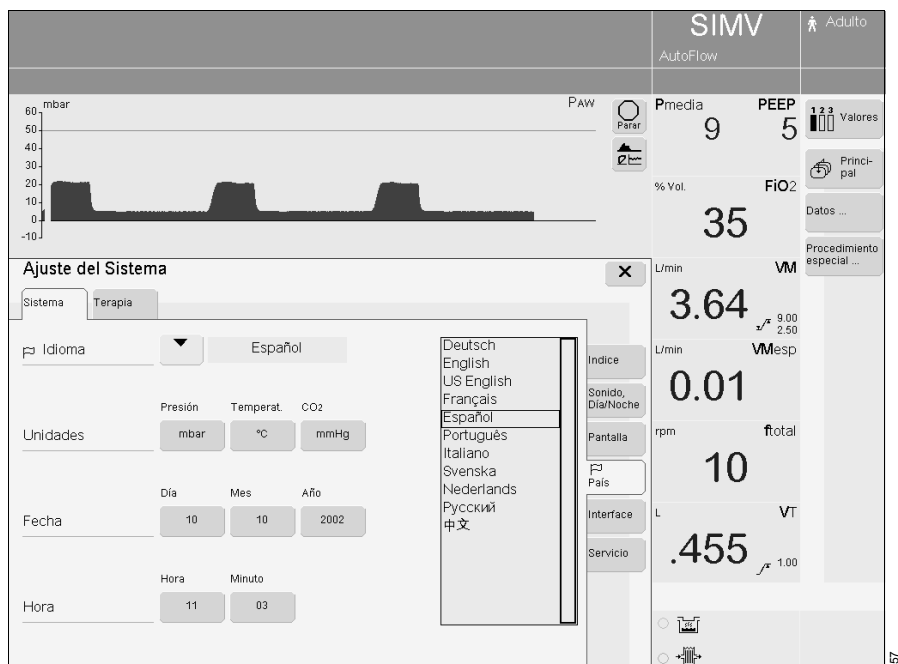 SIMV
AutoFlow
Adulto
mbar
PAW
60
50
40
30
20
10
0
-10
Parar
Pmedia PEEP
9 5
% Vol. FiO2
35
L/min VM
3.64
9.00
2.50
L/min VMesp
0.01
rpm ftotal
10
L VT
.455
1.00
1 2 3
Valores
Princi-
pal
Datos ...
Procedimiento
especial ...
Ajuste del Sistema
Sistema
Terapia
Idioma
Español
Deutsch
English
US English
Français
Español
Português
Italiano
Svenska
Nederlands
Русский
中文
Unidades
Presión Temperat. CO2
mbar °C mmHg
Fecha
Día Mes Año
10 10 2002
Hora
Hora Minuto
11 03
Indice
Sonido,
Día/Noche
Pantalla
País
Interface
Servicio
57